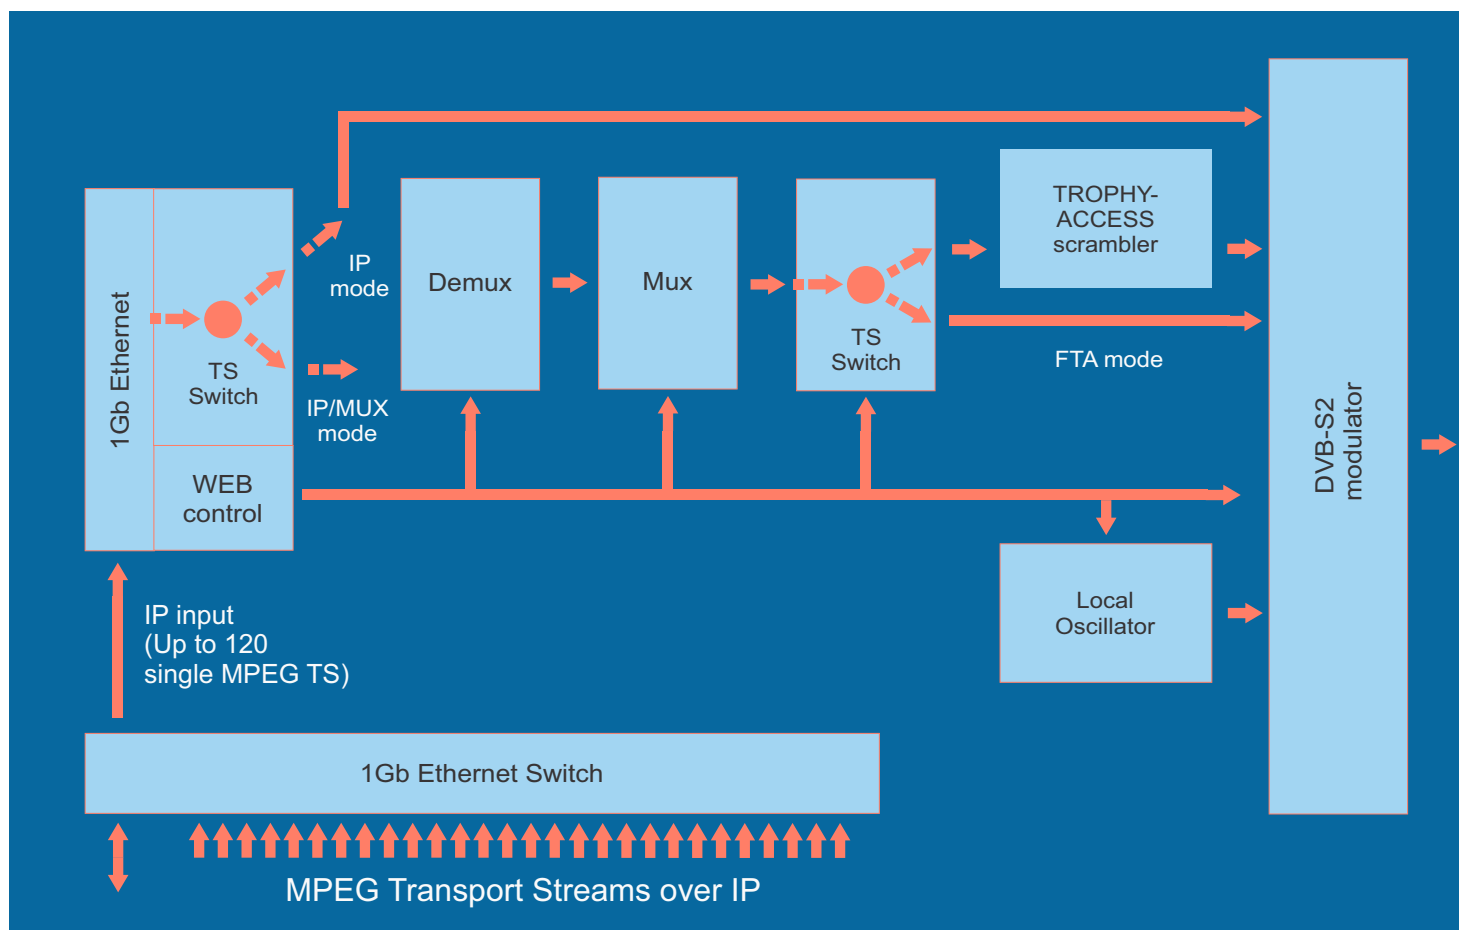 TROPHY-
ACCESS
scrambler
IP
mode
Demux
Mux
1Gb Ethernet
TS
Switch
TS
Switch
FTA mode
IP/MUX
mode
WEB
control
DVB-S2
modulator
IP input
(Up to 120
single MPEG TS)
Local
Oscillator
1Gb Ethernet Switch
MPEG Transport Streams over IP